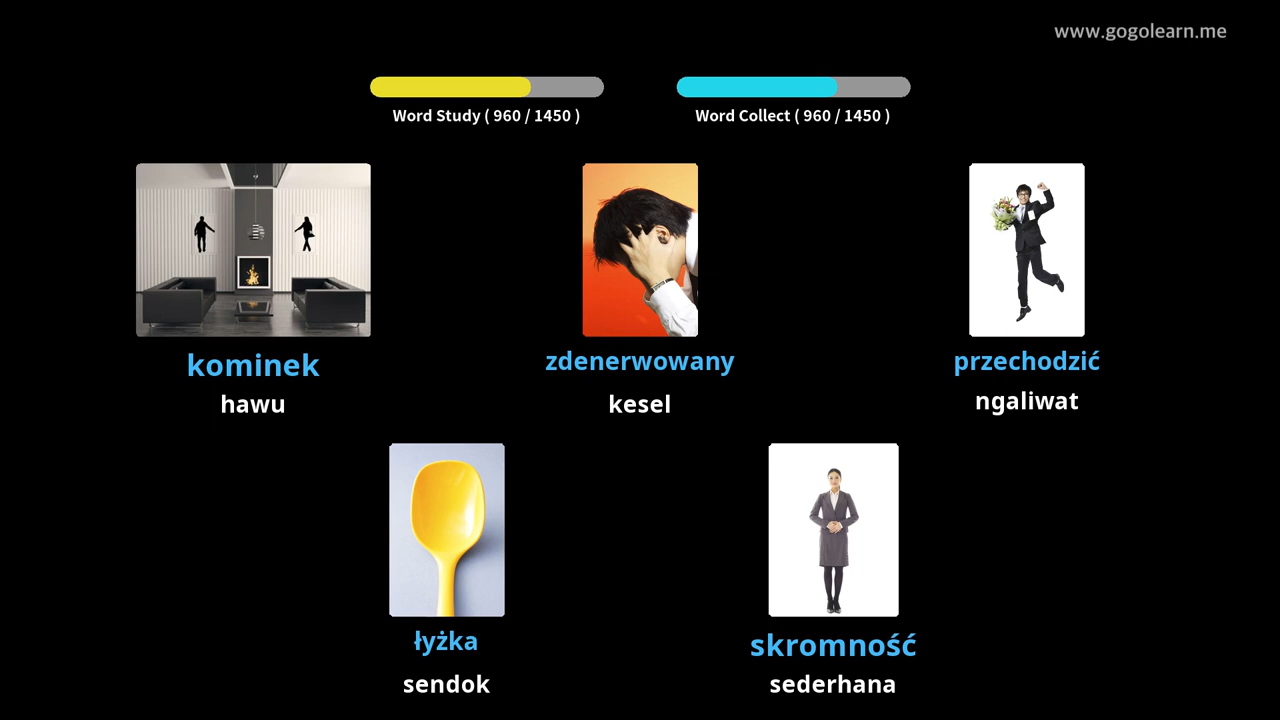 www.gogolearn.me
Word Study ( 960 / 1450 )
Word Collect ( 960 / 1450 )
kominek
hawu
zdenerwowany
kesel
przechodzić
ngaliwat
łyżka
sendok
skromność
sederhana